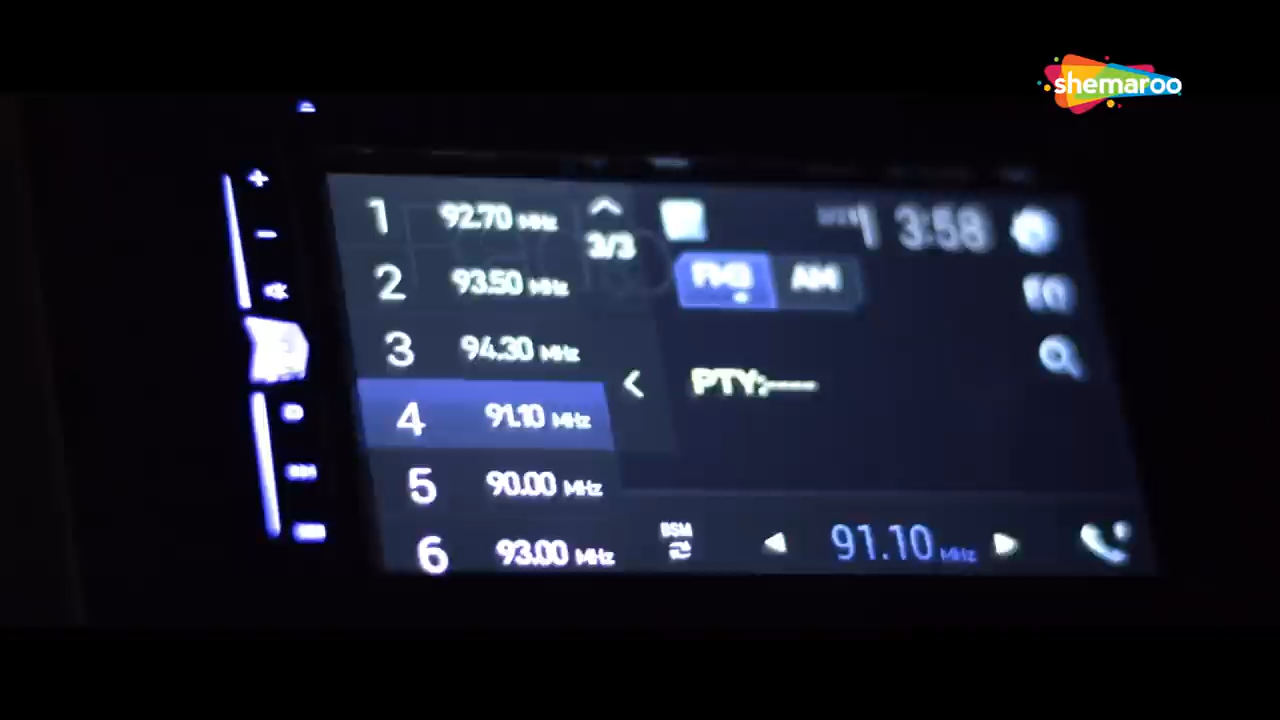 shemaroo
1 92.70 MHz
3/3
3:58
2 93.50 MHz
FM3 AM
EQ
3 94.30 MHz
PTY:----
4 91.10 MHz
5 90.00 MHz
6 93.00 MHz
BSM
91.10 MHz